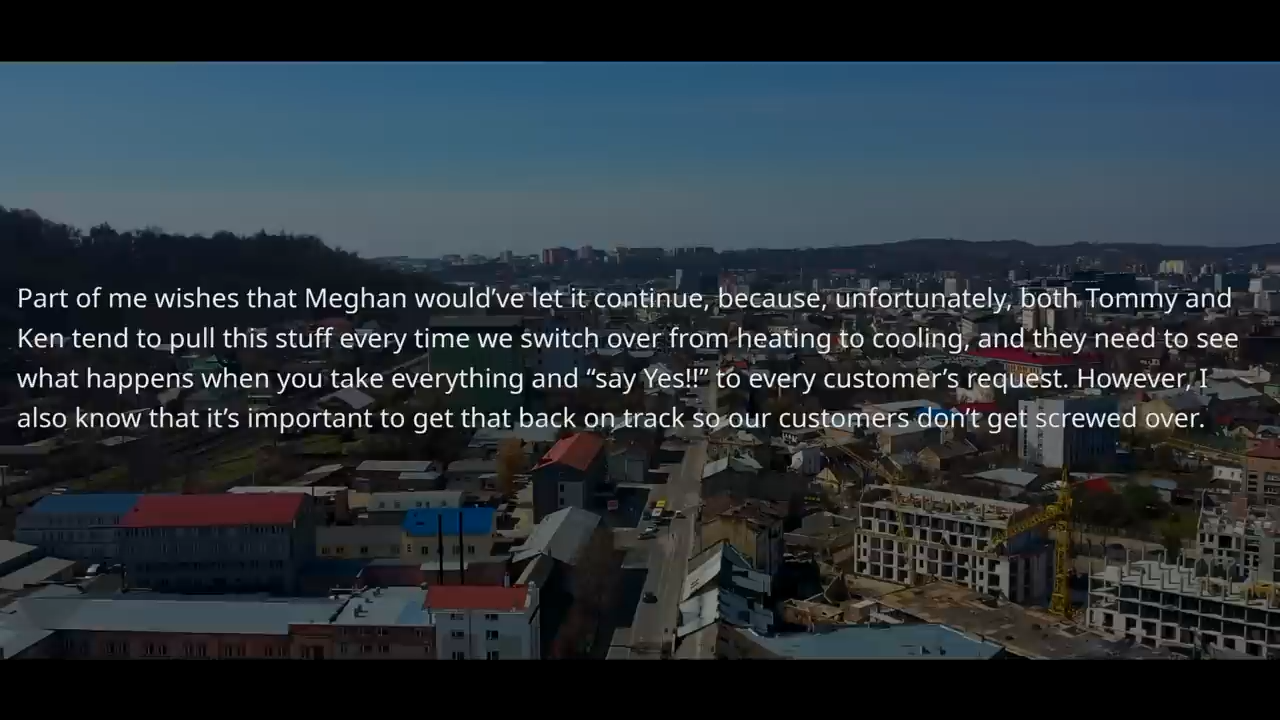 Part of me wishes that Meghan would’ve let it continue, because, unfortunately, both Tommy and
Ken tend to pull this stuff every time we switch over from heating to cooling, and they need to see
what happens when you take everything and “say Yes!!” to every customer’s request. However, I
also know that it’s important to get that back on track so our customers don’t get screwed over.